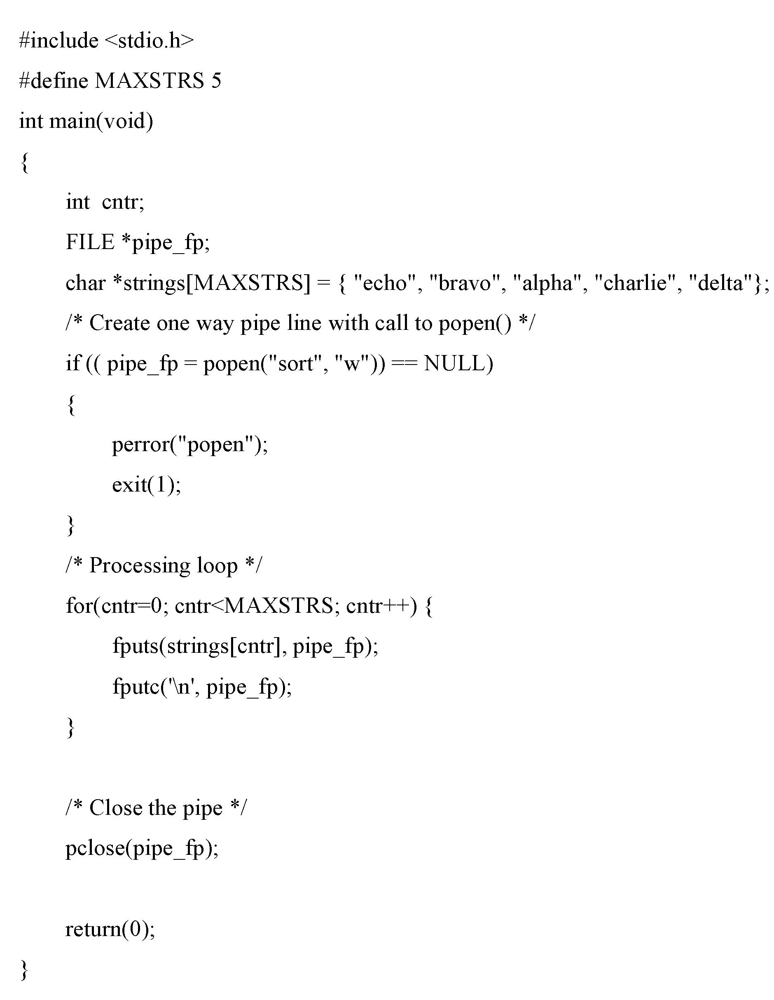 #include <stdio.h>
#define MAXSTRS 5
int main(void)
{
int  cntr;
FILE *pipe_fp;
char *strings[MAXSTRS] = { "echo", "bravo", "alpha", "charlie", "delta"};
/* Create one way pipe line with call to popen() */
if (( pipe_fp = popen("sort", "w")) == NULL)
{
perror("popen");
exit(1);
}
/* Processing loop */
for(cntr=0; cntr<MAXSTRS; cntr++) {
fputs(strings[cntr], pipe_fp);
fputc('\n', pipe_fp);
}
/* Close the pipe */
pclose(pipe_fp);
return(0);
}